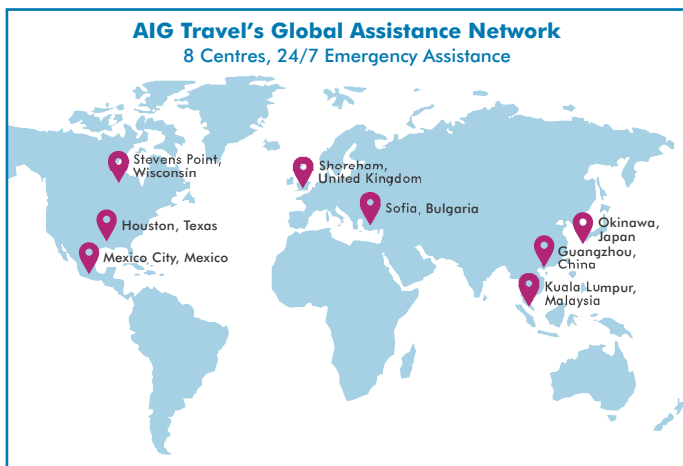 AIG Travel's Global Assistance Network
8 Centres, 24/7 Emergency Assistance
Stevens Point,
Wisconsin
Shoreham,
United Kingdom
Sofia, Bulgaria
Houston, Texas
Okinawa,
Japan
Mexico City, Mexico
Guangzhou,
China
Kuala Lumpur,
Malaysia